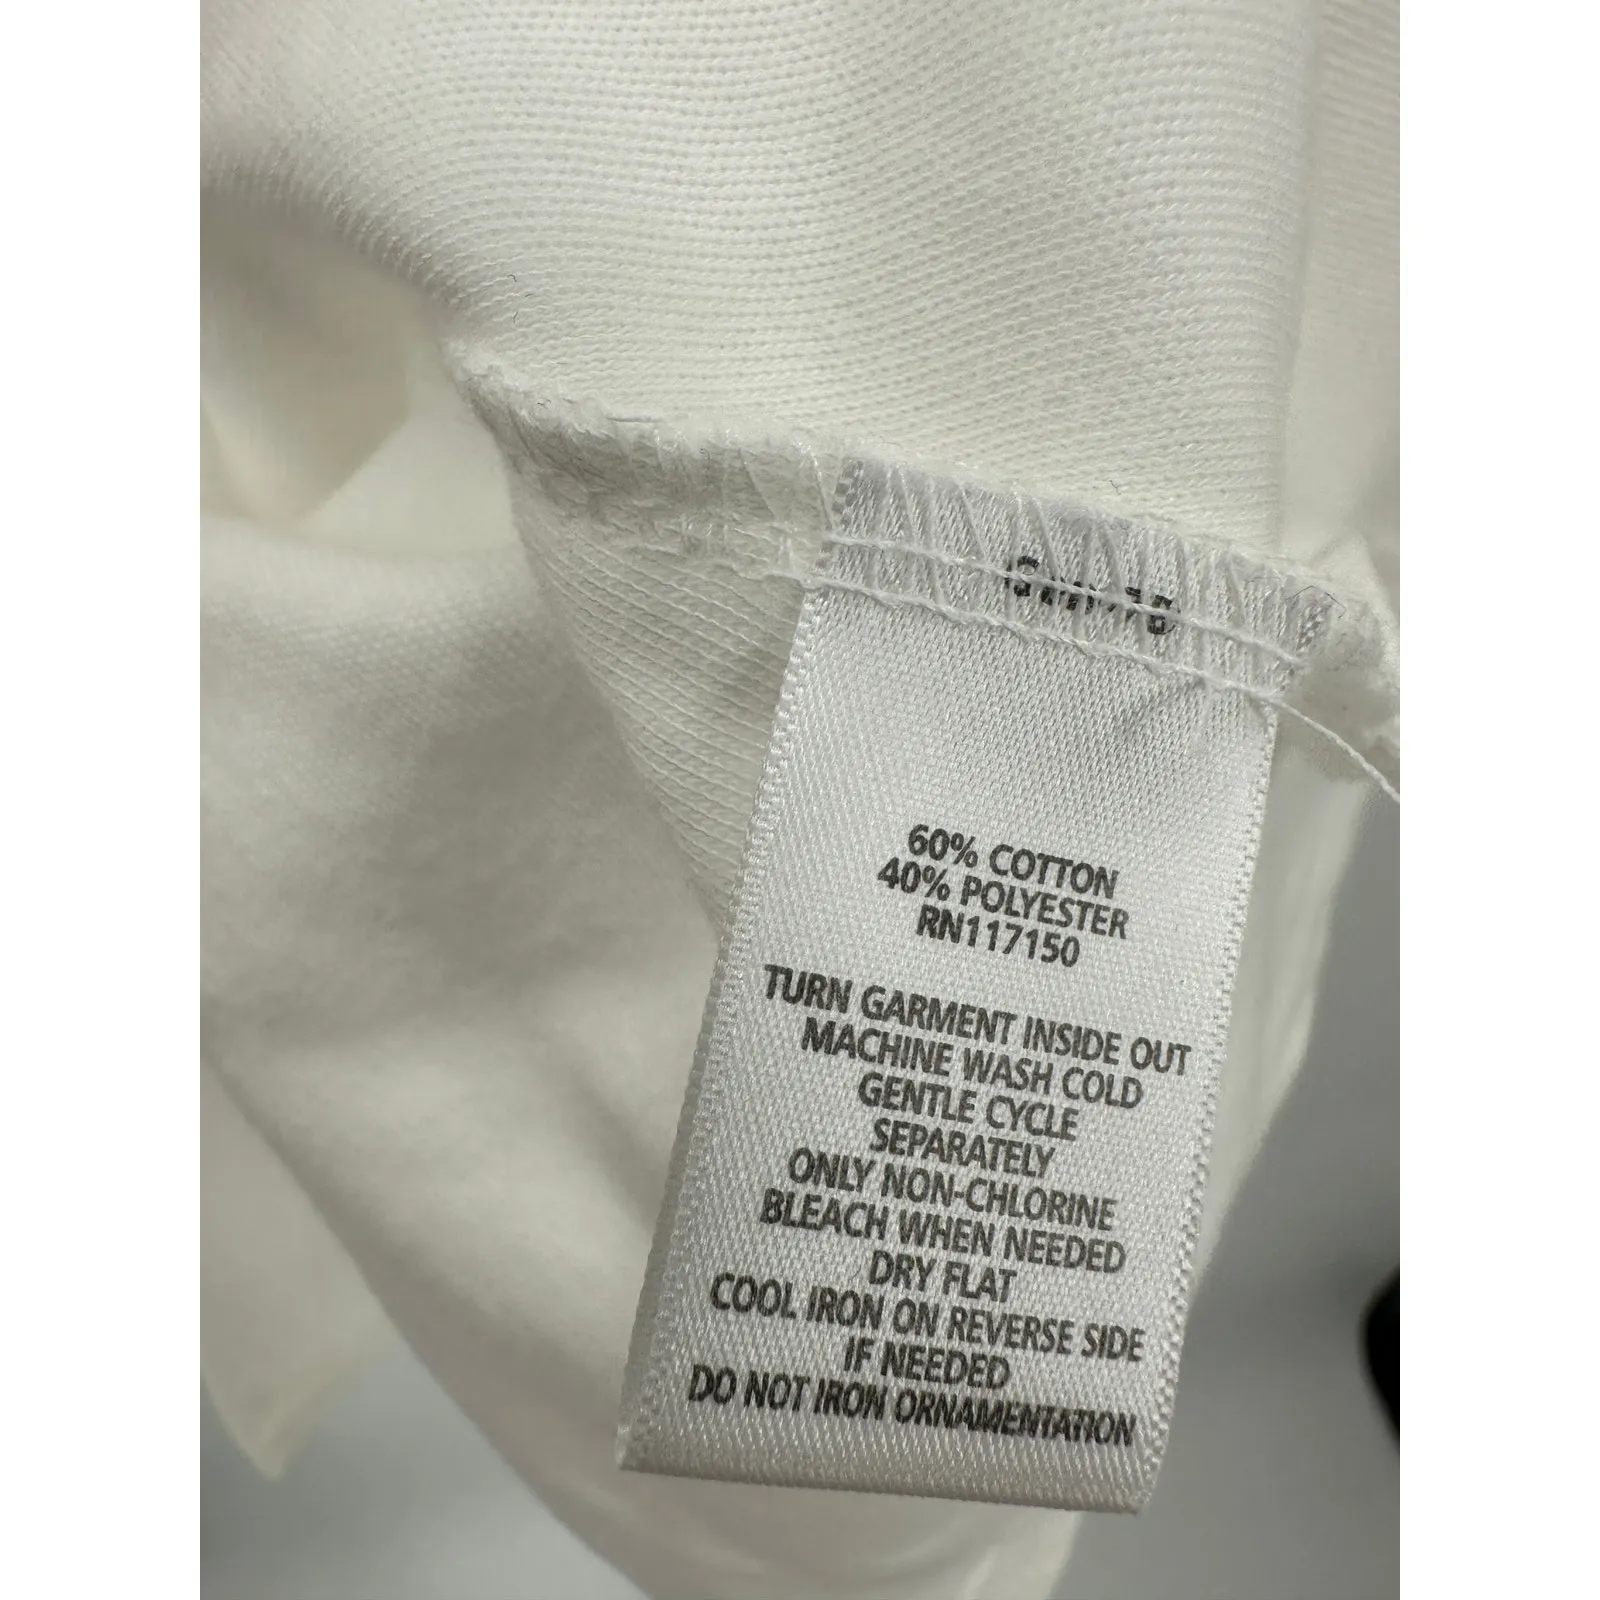 60% COTTON
40% POLYESTER
RN117150
TURN GARMENT INSIDE OUT
MACHINE WASH COLD
GENTLE CYCLE
SEPARATELY
ONLY NON-CHLORINE
BLEACH WHEN NEEDED
DRY FLAT
COOL IRON ON REVERSE SIDE
IF NEEDED
DO NOT IRON ORNAMENTATION